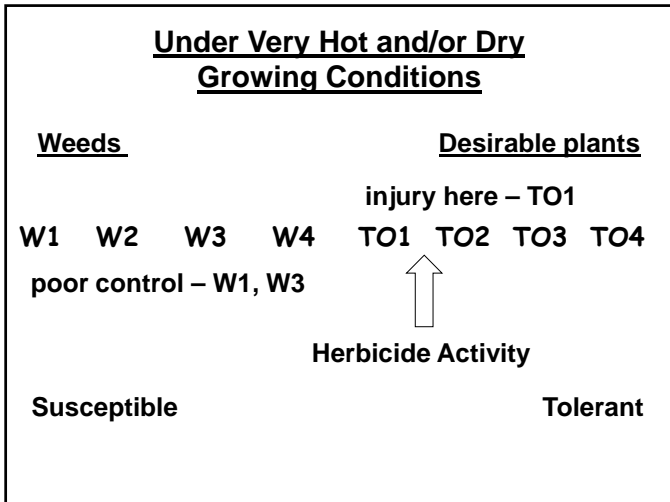 Under Very Hot and/or Dry
Growing Conditions
Weeds
Desirable plants
injury here – TO1
W1 W2 W3 W4 TO1 TO2 TO3 TO4
poor control – W1, W3
Herbicide Activity
Susceptible
Tolerant